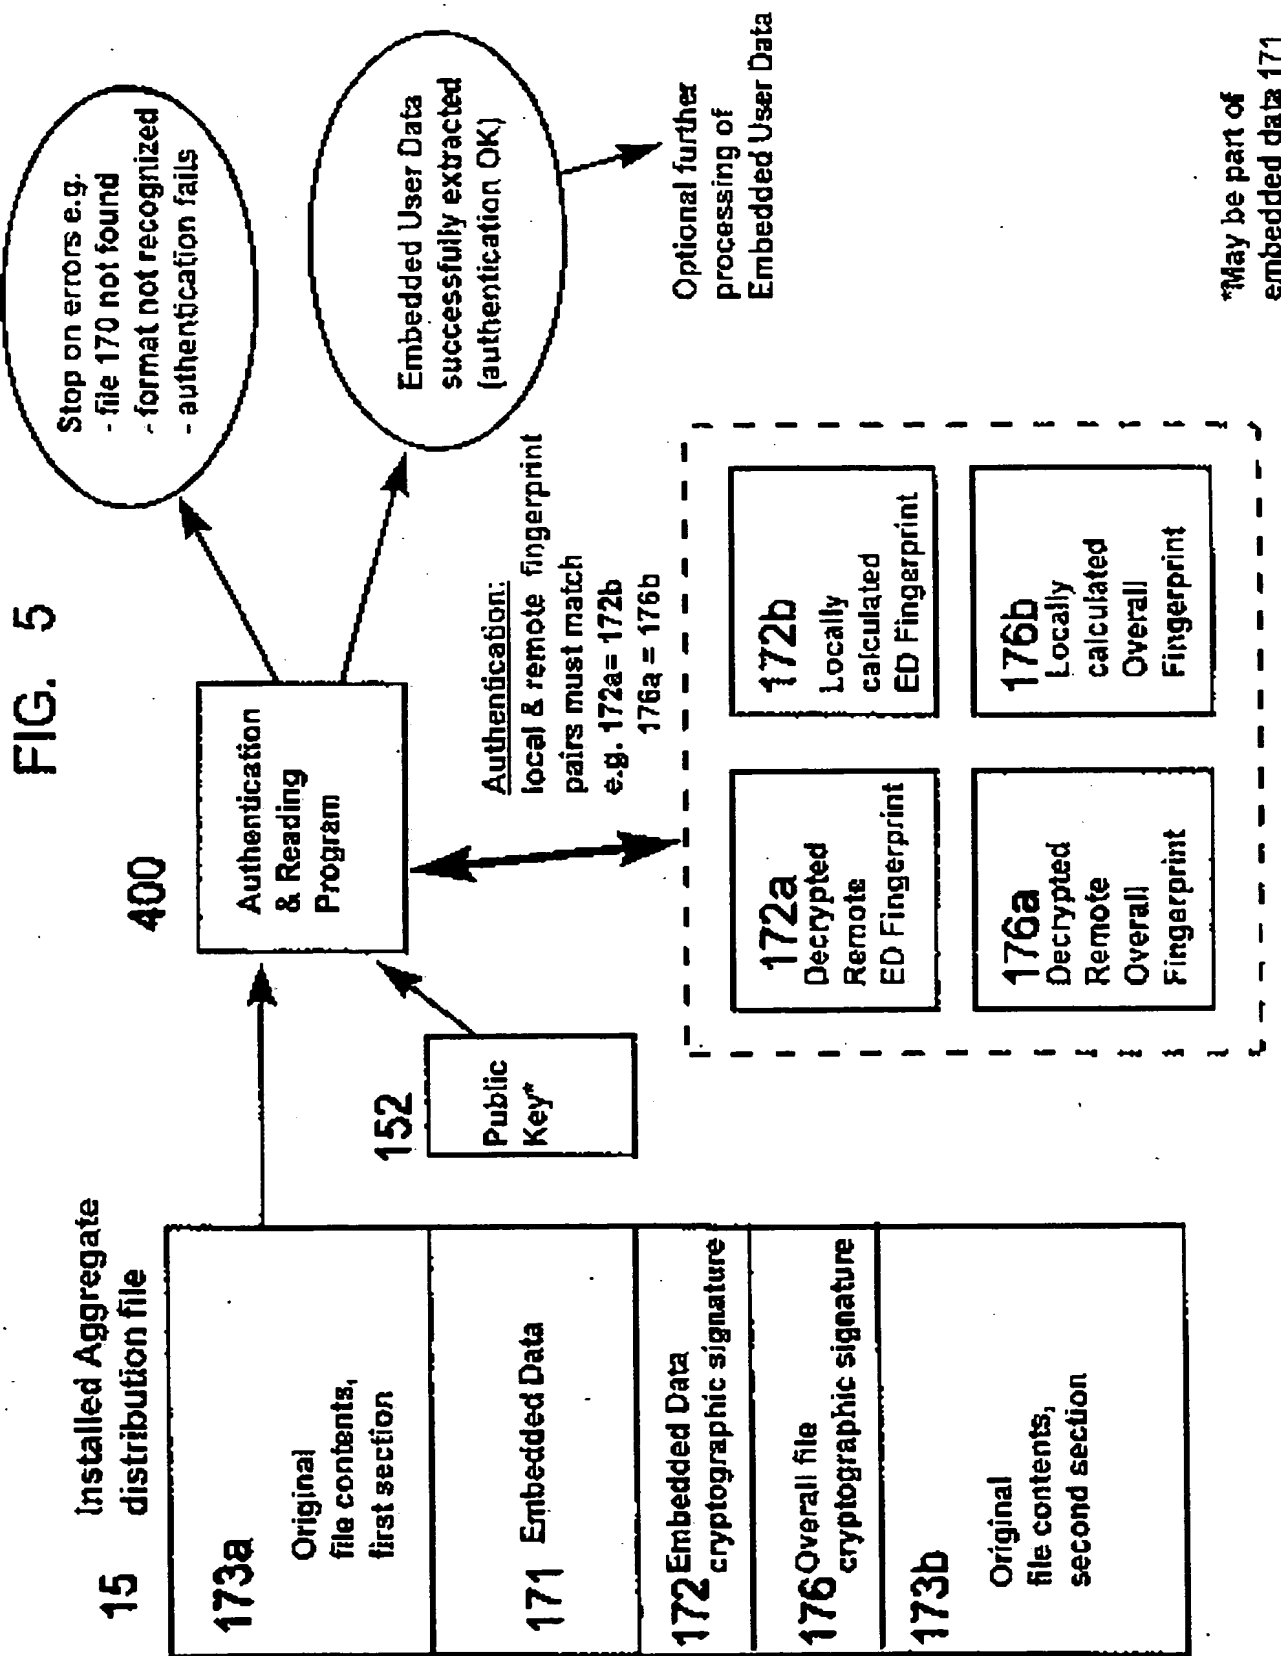 FIG. 5
15
Installed Aggregate
distribution file
173a
Original
file contents,
first section
171 Embedded Data
172 Embedded Data
cryptographic signature
176 Overall file
cryptographic signature
173b
Original
file contents,
second section
152
Public
Key*
400
Authentication
& Reading
Program
Stop on errors e.g.
- file 170 not found
- format not recognized
- authentication fails
Embedded User Data
successfully extracted
(authentication OK)
Optional further
processing of
Embedded User Data
Authentication:
local & remote fingerprint
pairs must match
e.g. 172a= 172b
176a = 176b
172a
Decrypted
Remote
ED Fingerprint
172b
Locally
calculated
ED Fingerprint
176a
Decrypted
Remote
Overall
Fingerprint
176b
Locally
calculated
Overall
Fingerprint
*May be part of
embedded data 171